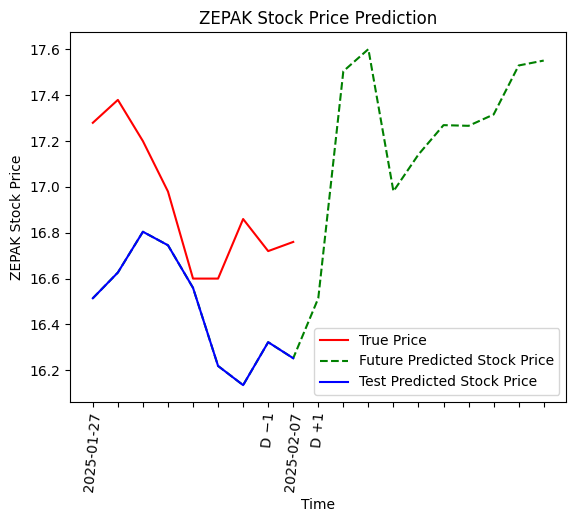 ZEPAK Stock Price Prediction
17.6
17.4
17.2
17.0
16.8
16.6
16.4
16.2
ZEPAK Stock Price
True Price
Future Predicted Stock Price
Test Predicted Stock Price
2025-01-27
D −1
2025-02-07
D +1
Time